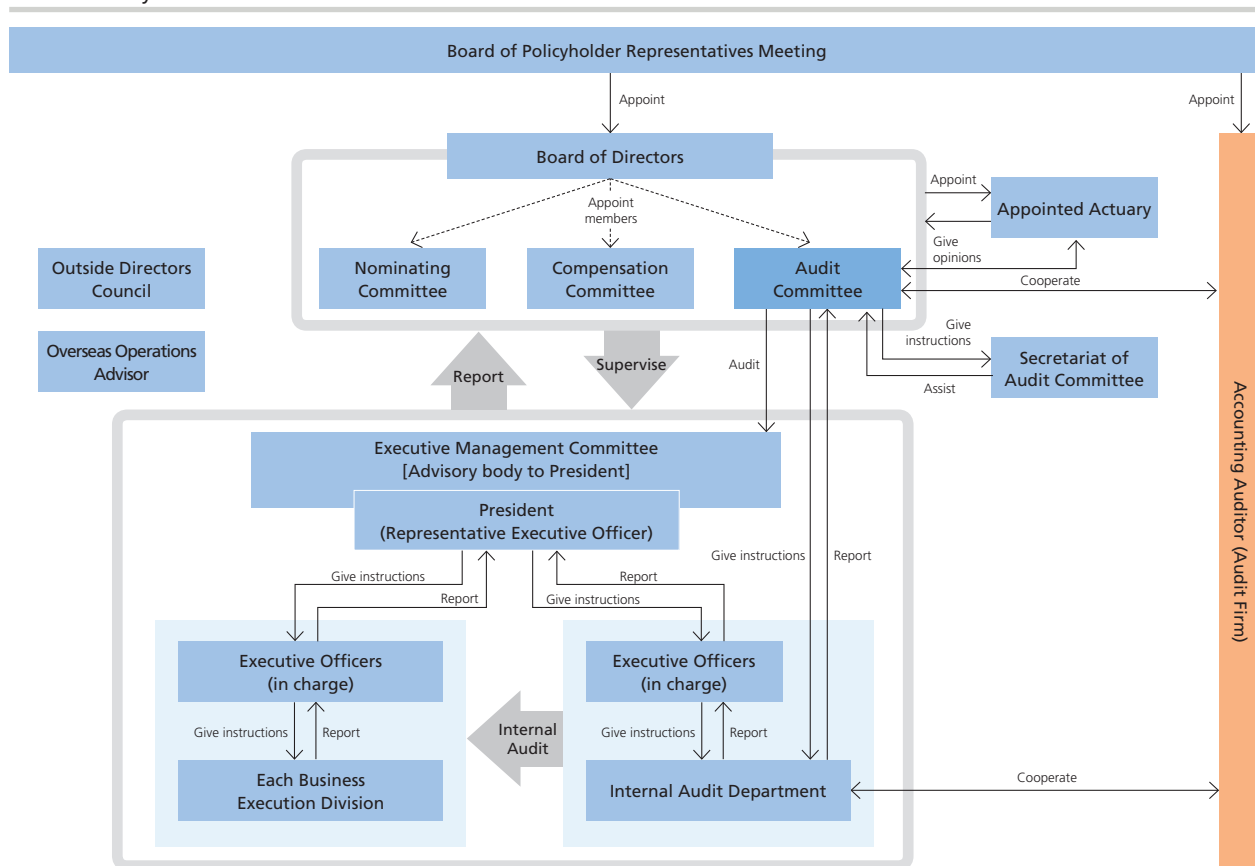 Board of Policyholder Representatives Meeting
Appoint
Appoint
Board of Directors
Appoint
members
Appoint
Appointed Actuary
Give
opinions
Outside Directors
Council
Nominating
Committee
Compensation
Committee
Audit
Committee
Cooperate
Overseas Operations
Advisor
Report
Supervise
Audit
Give
instructions
Assist
Secretariat of
Audit Committee
Accounting Auditor (Audit Firm)
Executive Management Committee
[Advisory body to President]
President
(Representative Executive Officer)
Give instructions
Report
Give instructions
Report
Give instructions
Report
Executive Officers
(in charge)
Executive Officers
(in charge)
Give instructions
Report
Internal
Audit
Give instructions
Report
Each Business
Execution Division
Internal Audit Department
Cooperate